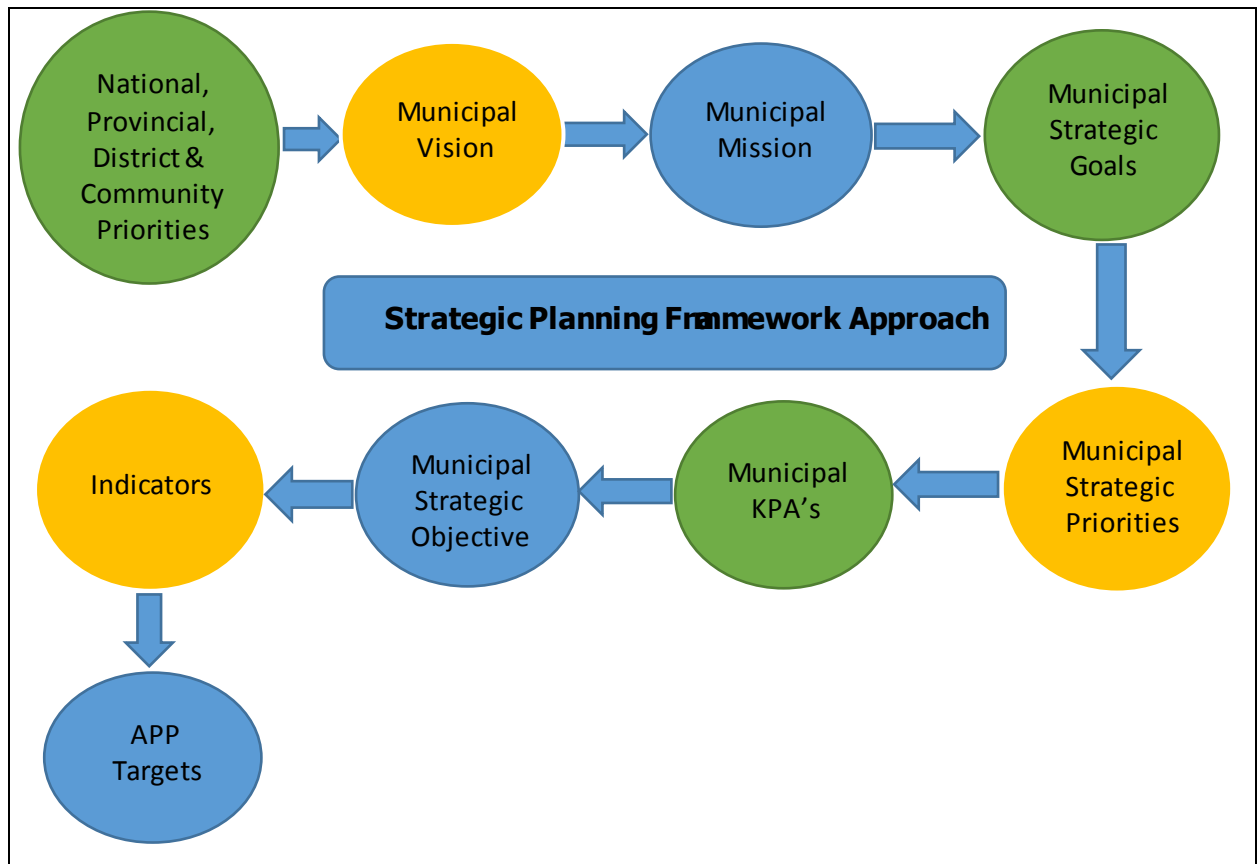 National,
Provincial,
District &
Community
Priorities
Municipal
Vision
Municipal
Mission
Municipal
Strategic
Goals
Strategic Planning Framework Approach
Indicators
Municipal
Strategic
Objective
Municipal
KPA's
Municipal
Strategic
Priorities
APP
Targets